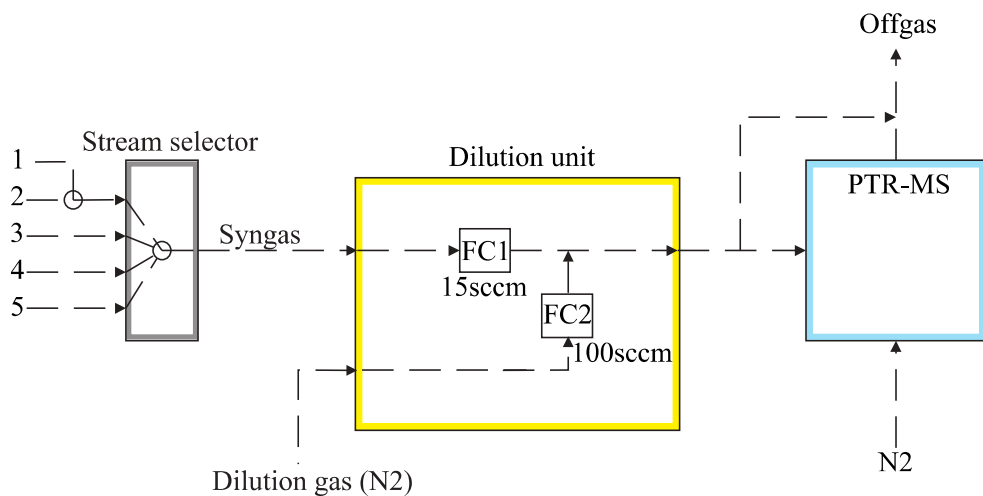 Offgas
Stream selector
1
2
3
4
5
Syngas
Dilution unit
FC1
15sccm
FC2
100sccm
Dilution gas (N2)
PTR-MS
N2